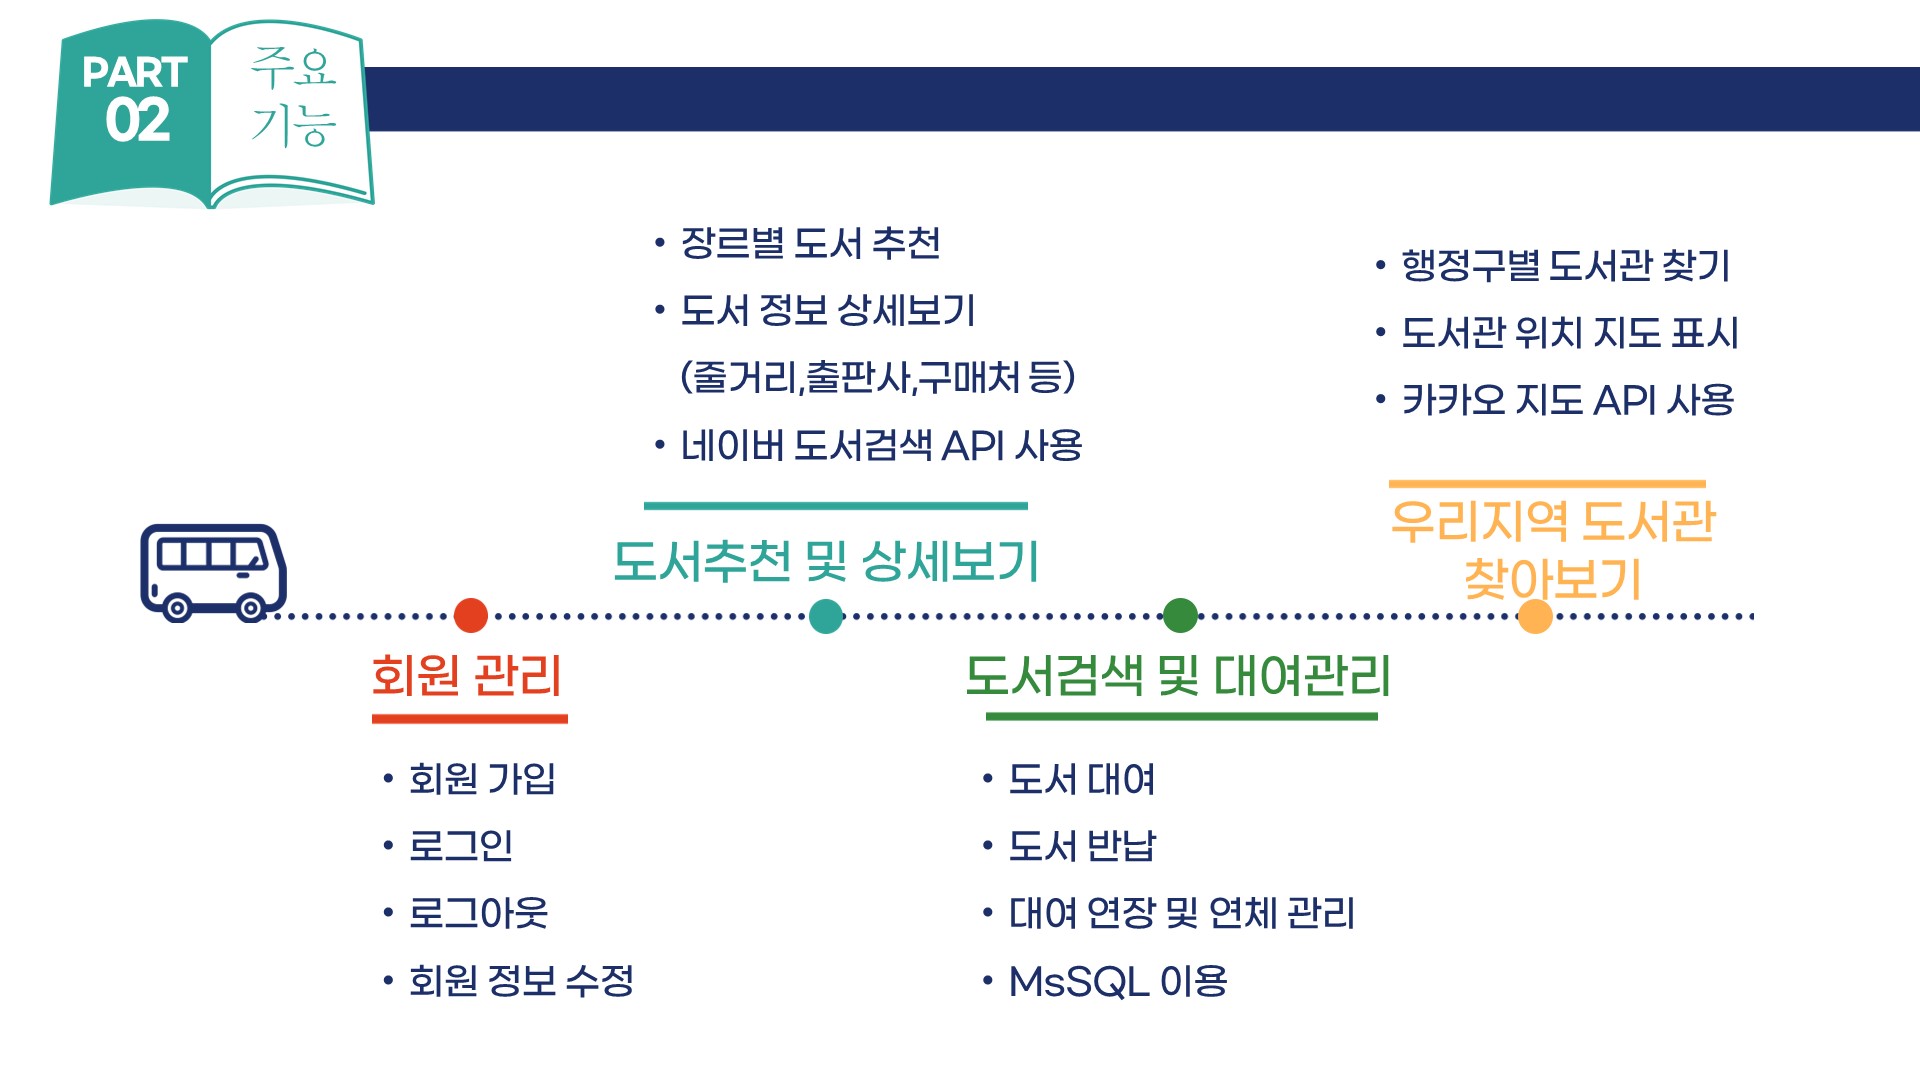 PART
02
주요
기능
• 장르별 도서 추천
• 도서 정보 상세보기
(줄거리,출판사,구매처 등)
• 네이버 도서검색 API 사용
도서추천 및 상세보기
• 행정구별 도서관 찾기
• 도서관 위치 지도 표시
• 카카오 지도 API 사용
우리지역 도서관
찾아보기
회원 관리
• 회원 가입
• 로그인
• 로그아웃
• 회원 정보 수정
도서검색 및 대여관리
• 도서 대여
• 도서 반납
• 대여 연장 및 연체 관리
• MsSQL 이용